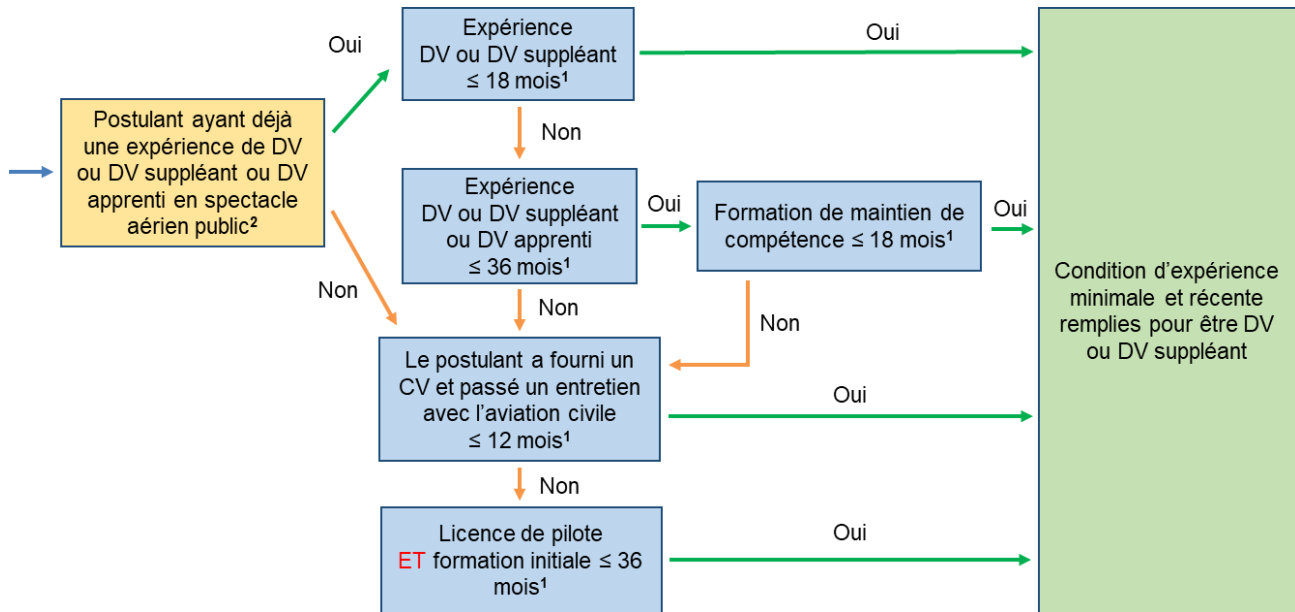 Oui
Expérience
DV ou DV suppléant
≤ 18 mois¹
Oui
Postulant ayant déjà
une expérience de DV
ou DV suppléant ou DV
apprenti en spectacle
aérien public²
Non
Non
Expérience
DV ou DV suppléant
ou DV apprenti
≤ 36 mois¹
Oui
Formation de maintien de
compétence ≤ 18 mois¹
Oui
Condition d’expérience
minimale et récente
remplies pour être DV
ou DV suppléant
Non
Non
Le postulant a fourni un
CV et passé un entretien
avec l’aviation civile
≤ 12 mois¹
Oui
Non
Licence de pilote
ET formation initiale ≤ 36
mois¹
Oui